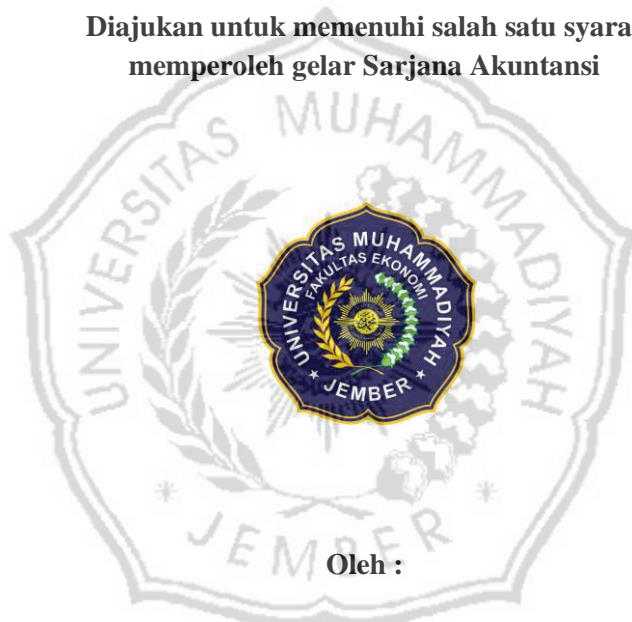 Diajukan untuk memenuhi salah satu syara
memperoleh gelar Sarjana Akuntansi
UNIVERSITAS MUHAMMADIYAH
JEMBER
UNIVERSITAS MUHAMMADIYAH
FAKULTAS EKONOMI
JEMBER
Oleh :